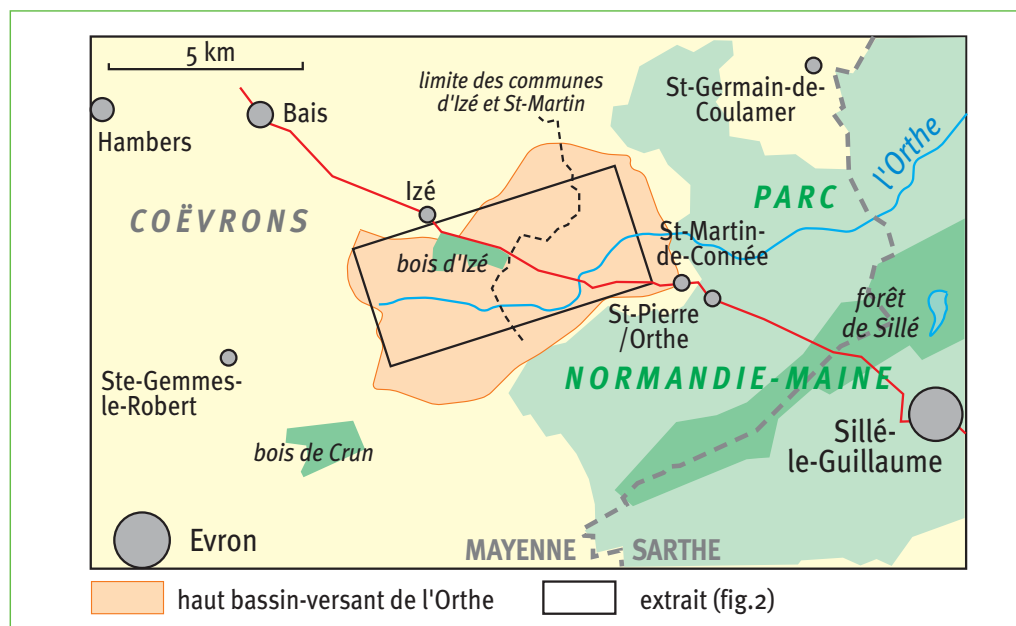 5 km
limite des communes
d'Izé et St-Martin
St-Germain-de-
Coulamer
Hambers
Bais
l'Orthe
Izé
PARC
COËVRONS
St-Martin-
de-Connée
bois d'Izé
St-Pierre
/Orthe
forêt
de Sillé
Ste-Gemmes-
le-Robert
NORMANDIE-MAINE
Sillé-
le-Guillaume
bois de Crun
Evron
MAYENNE
SARTHE
haut bassin-versant de l'Orthe
extrait (fig.2)